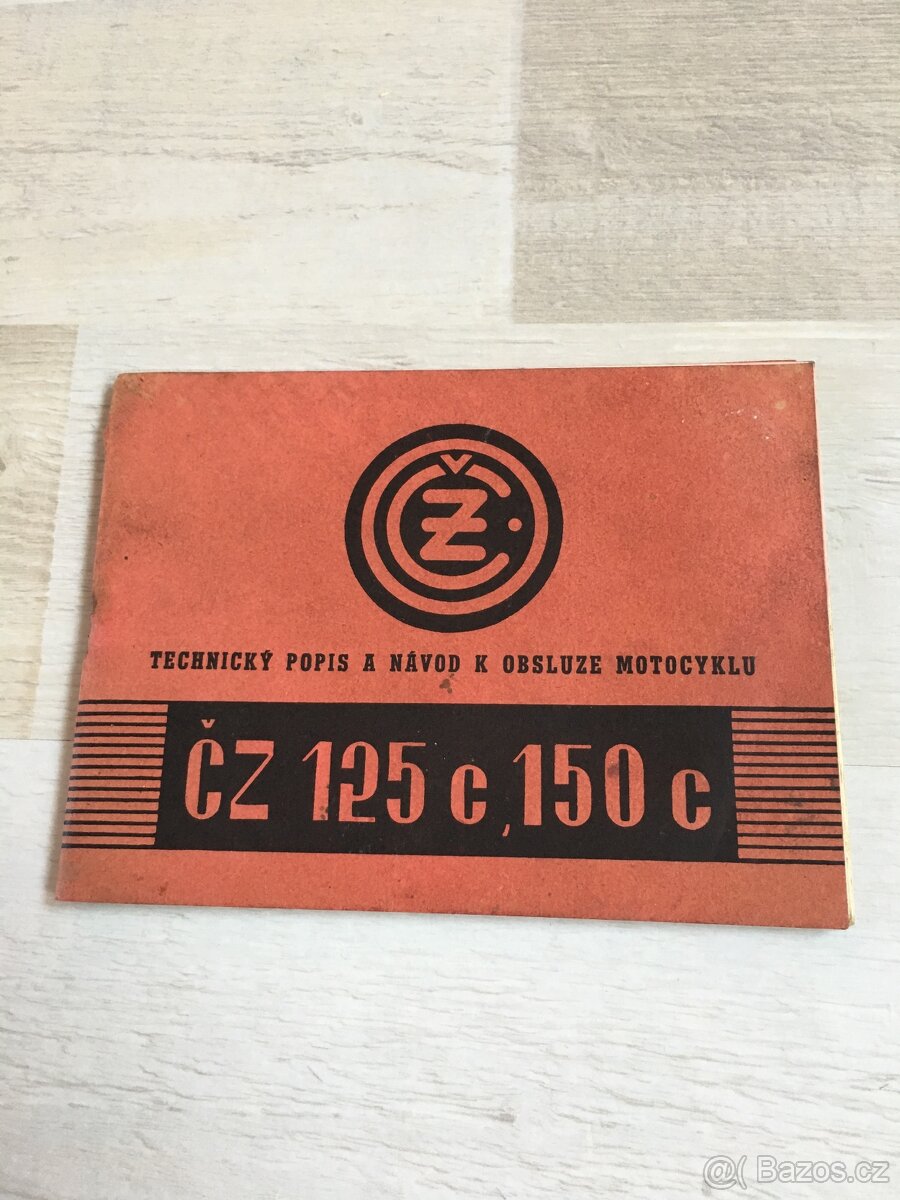 ČZ
TECHNICKÝ POPIS A NÁVOD K OBSLUZE MOTOCYKLU
ČZ 125 c, 150 c
@( Bazos.cz